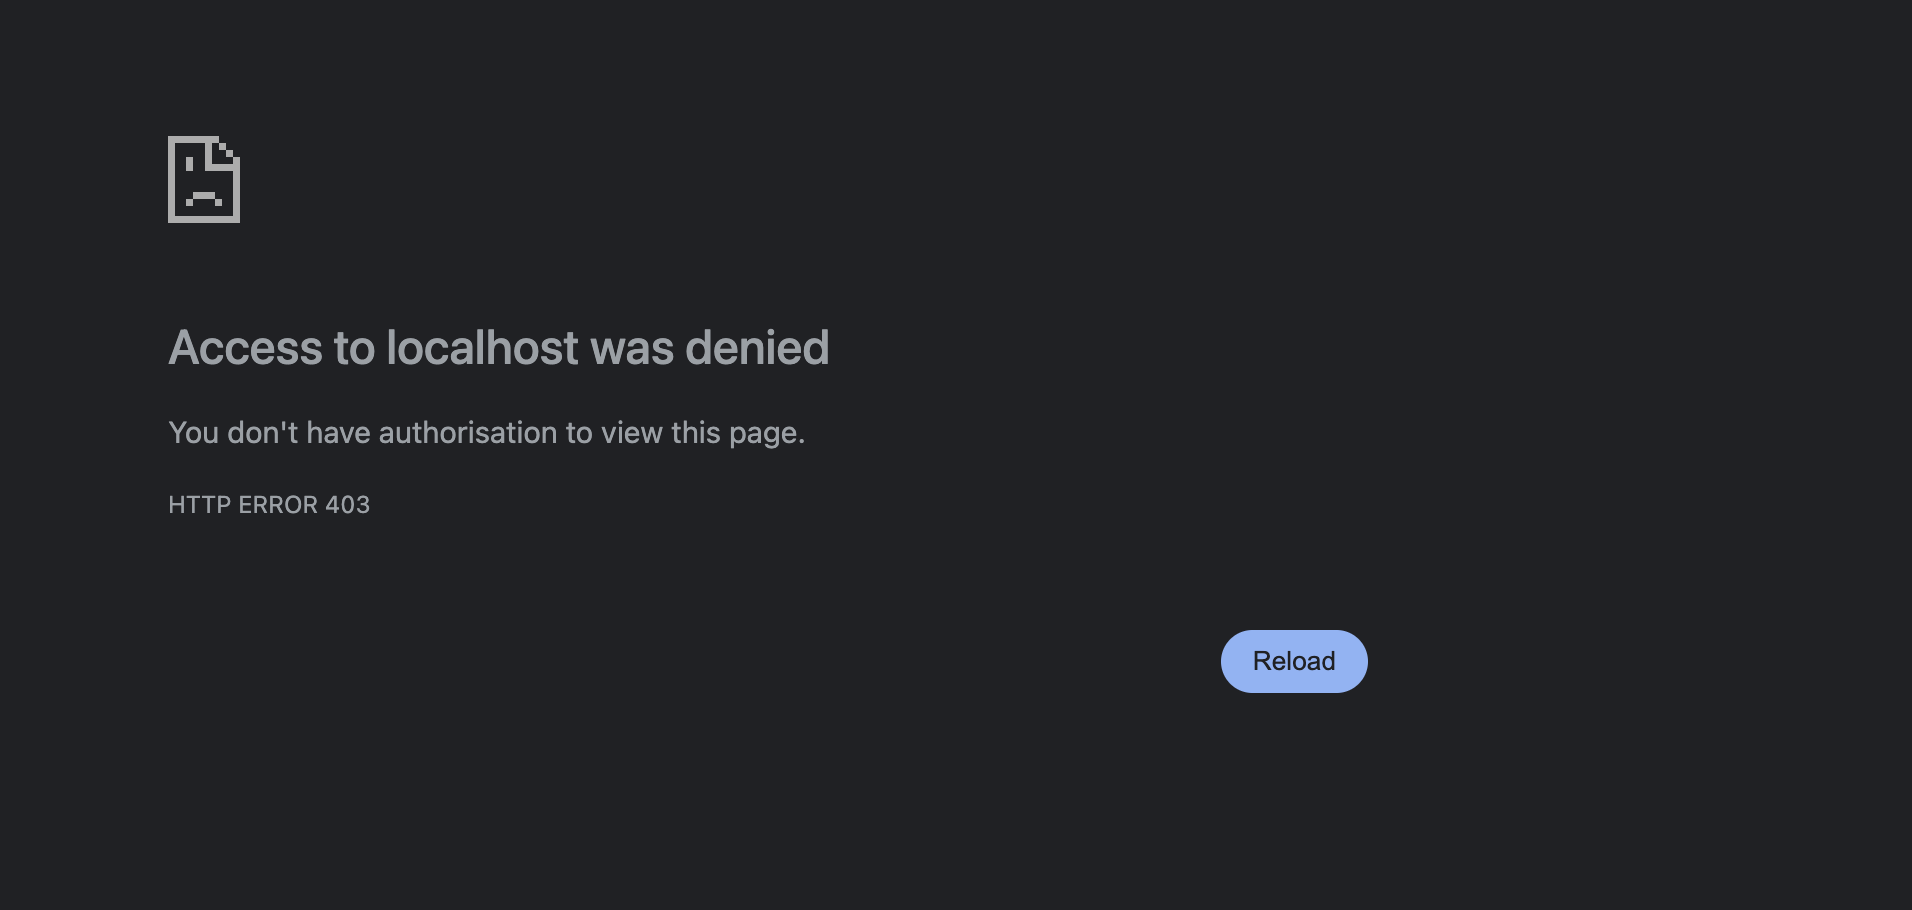 Access to localhost was denied
You don't have authorisation to view this page.
HTTP ERROR 403
Reload